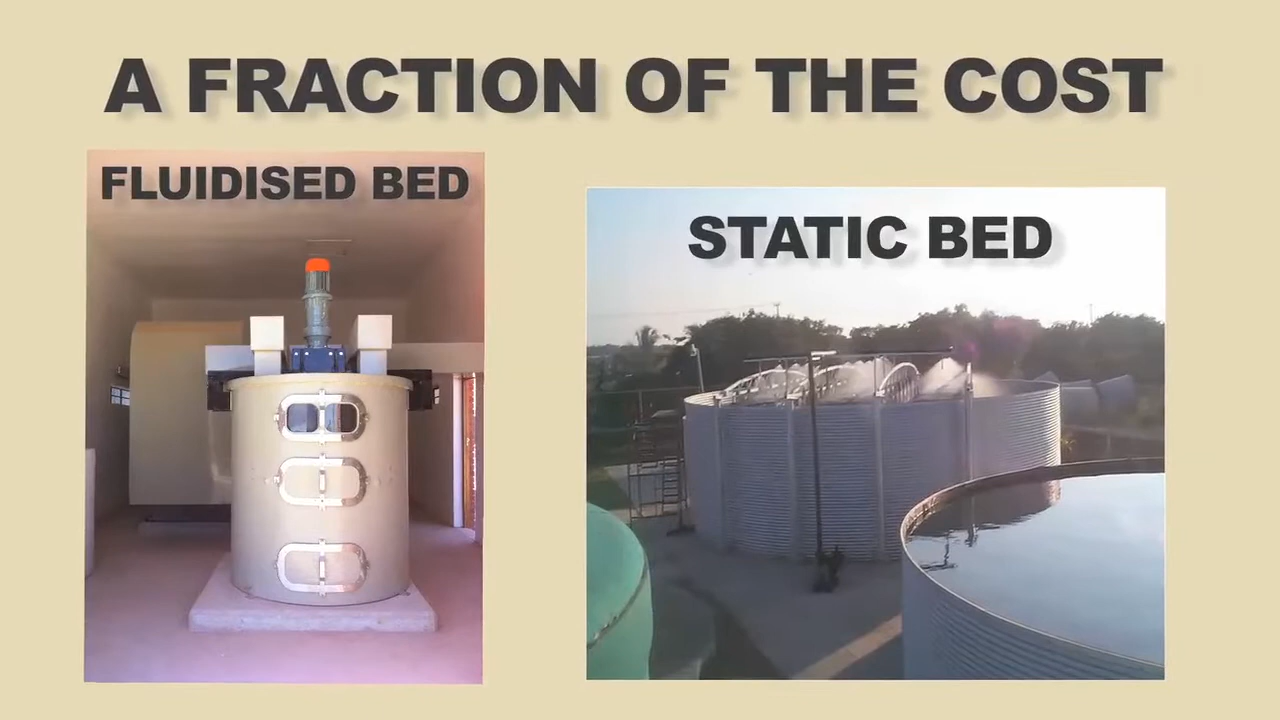 A FRACTION OF THE COST
FLUIDISED BED
STATIC BED